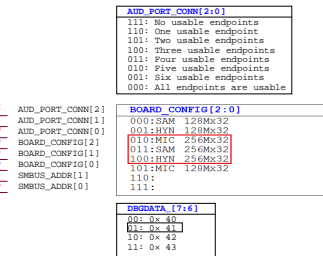 AUD_PORT_CONN[2:0]
111: No usable endpoints
110: One usable endpoint
101: Two usable endpoints
100: Three usable endpoints
011: Four usable endpoints
010: Five usable endpoints
001: Six usable endpoints
000: All endpoints are usable
AUD_PORT_CONN[2]
AUD_PORT_CONN[1]
AUD_PORT_CONN[0]
BOARD_CONFIG[2]
BOARD_CONFIG[1]
BOARD_CONFIG[0]
SMBUS_ADDR[1]
SMBUS_ADDR[0]
BOARD_CONFIG[2:0]
000:SAM 128Mx32
001:HYN 128Mx32
010:MIC 256Mx32
011:SAM 256Mx32
100:HYN 256Mx32
101:MIC 128Mx32
110:
111:
DBGDATA_[7:6]
00: 0x 40
01: 0x 41
10: 0x 42
11: 0x 43